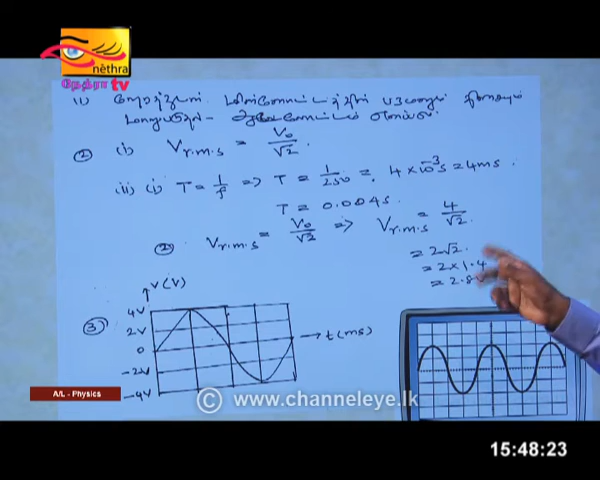 nethra
நேத்ரா tv
② (i) Vr.m.s = V₀/√2.
iii) (i) T = 1/f => T = 1/250 = 4 × 10⁻³s = 4ms.
T = 0.004s.
② Vr.m.s = V₀/√2 => Vr.m.s = 4/√2.
= 2√2.
= 2×1.4
= 2.8
③
V(V)
4V
2V
0
t(ms)
-2V
-4V
A/L - Physics
© www.channeleye.lk
15:48:23